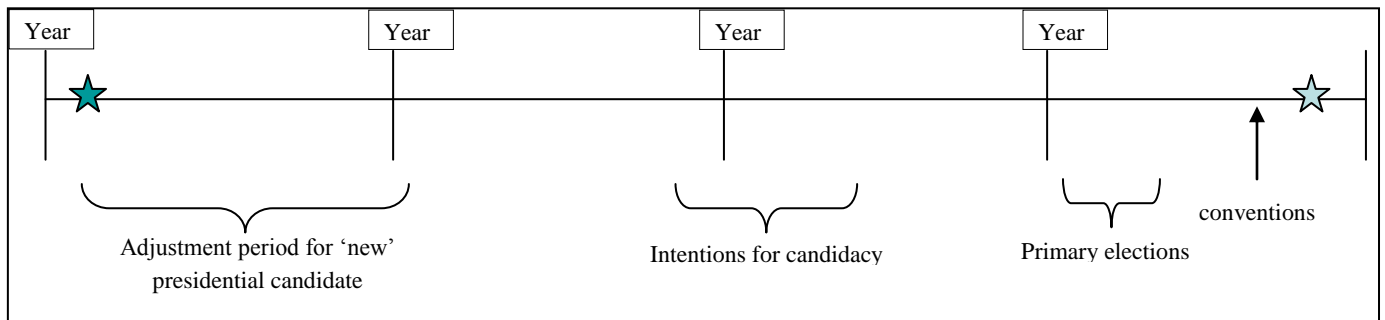 Year
Year
Year
Year
Adjustment period for ‘new’
presidential candidate
Intentions for candidacy
Primary elections
conventions